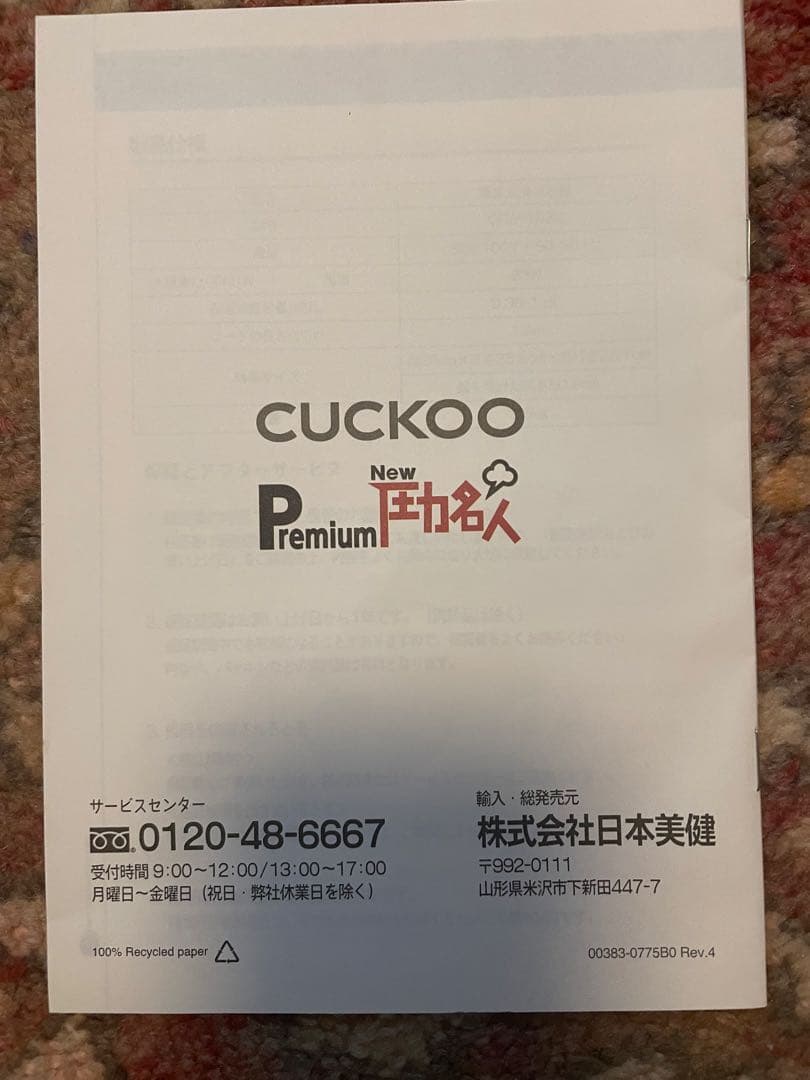 CUCKOO
New
Premium圧力名人
サービスセンター
0120-48-6667
受付時間 9:00～12:00/13:00～17:00
月曜日～金曜日（祝日・弊社休業日を除く）
輸入・総発売元
株式会社日本美健
〒992-0111
山形県米沢市下新田447-7
100% Recycled paper
00383-0775B0 Rev.4